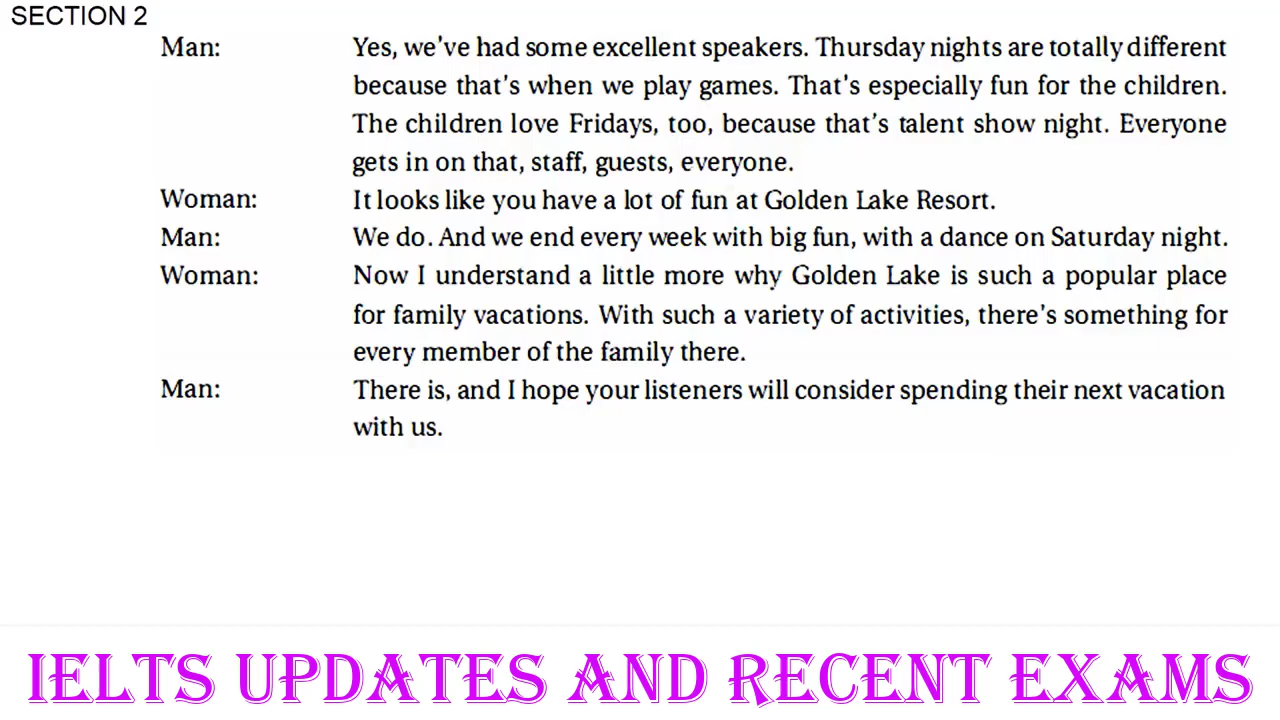 SECTION 2
Man: Yes, we've had some excellent speakers. Thursday nights are totally different
because that's when we play games. That's especially fun for the children.
The children love Fridays, too, because that's talent show night. Everyone
gets in on that, staff, guests, everyone.
Woman: It looks like you have a lot of fun at Golden Lake Resort.
Man: We do. And we end every week with big fun, with a dance on Saturday night.
Woman: Now I understand a little more why Golden Lake is such a popular place
for family vacations. With such a variety of activities, there's something for
every member of the family there.
Man: There is, and I hope your listeners will consider spending their next vacation
with us.
IELTS UPDATES AND RECENT EXAMS